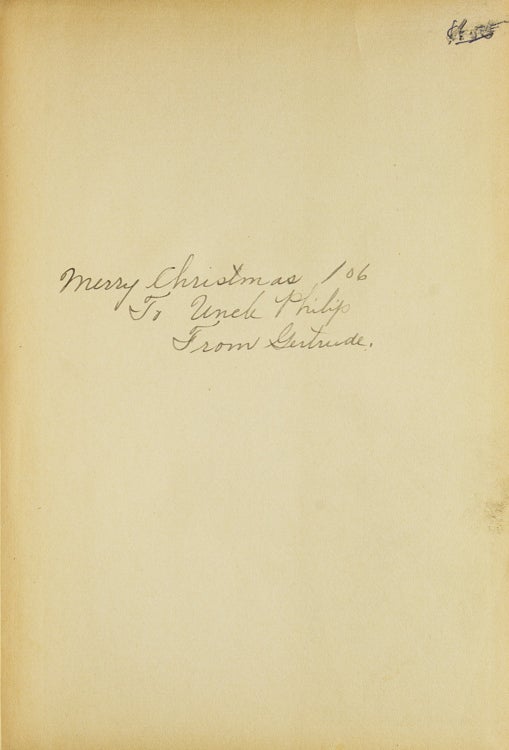 Merry Christmas '06
To Uncle Philip
From Gertrude.